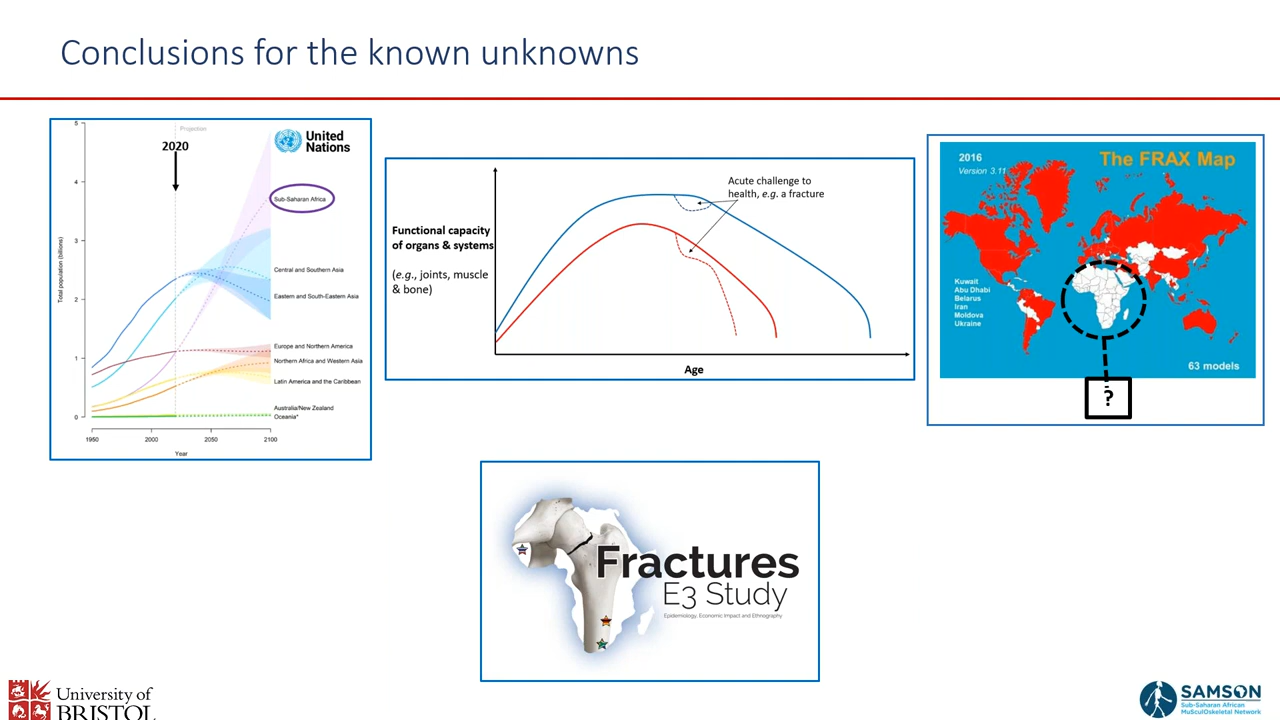 Conclusions for the known unknowns
Projection
2020
United
Nations
5
4
3
2
1
0
Total population (billions)
Sub-Saharan Africa
Central and Southern Asia
Eastern and South-Eastern Asia
Europe and Northern America
Northern Africa and Western Asia
Latin America and the Caribbean
Australia/New Zealand
Oceania*
1950
2000
2050
2100
Year
Functional capacity
of organs & systems
(e.g., joints, muscle
& bone)
Acute challenge to
health, e.g. a fracture
Age
2016
Version 3.11
The FRAX Map
Kuwait
Abu Dhabi
Belarus
Iran
Moldova
Ukraine
63 models
?
Fractures
E3 Study
Epidemiology, Economic Impact and Ethnography
University of
BRISTOL
SAMSON
Sub-Saharan African
MuSculOskeletal Network